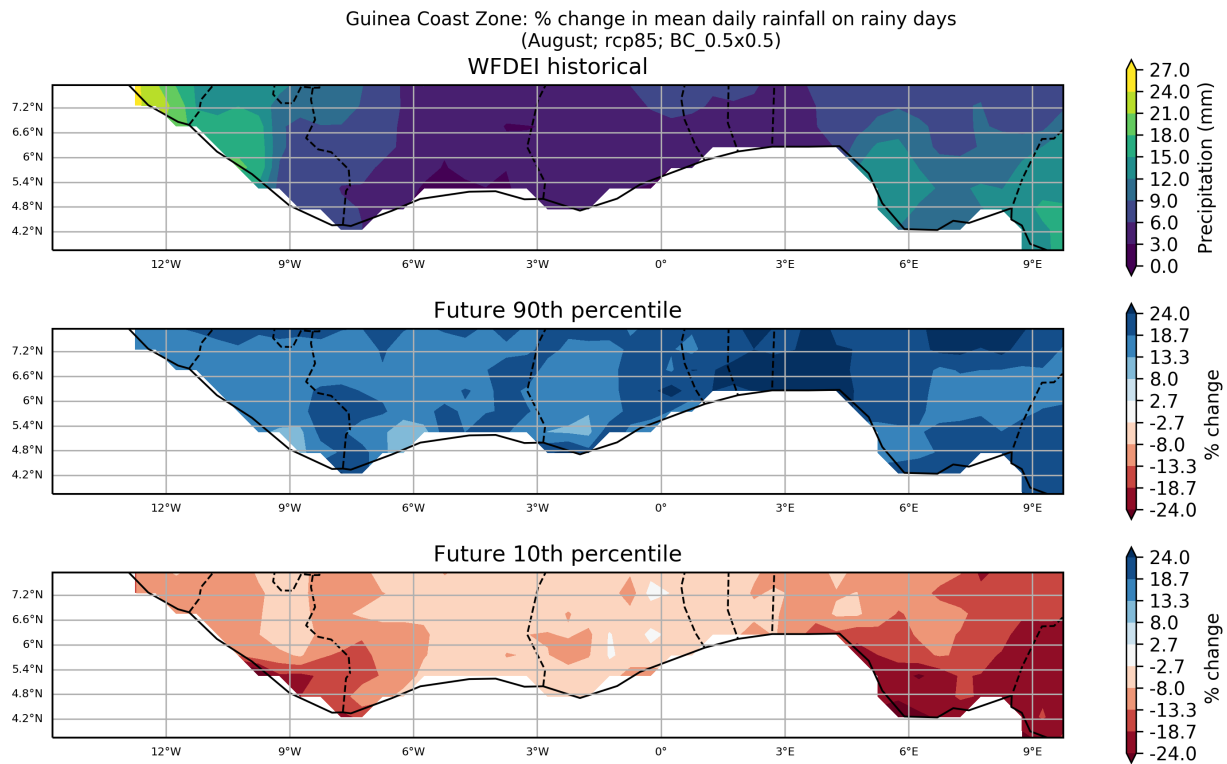 Guinea Coast Zone: % change in mean daily rainfall on rainy days
(August; rcp85; BC_0.5x0.5)
WFDEI historical
7.2°N
6.6°N
6°N
5.4°N
4.8°N
4.2°N
12°W 9°W 6°W 3°W 0° 3°E 6°E 9°E
27.0
24.0
21.0
18.0
15.0
12.0
9.0
6.0
3.0
0.0
Precipitation (mm)
Future 90th percentile
7.2°N
6.6°N
6°N
5.4°N
4.8°N
4.2°N
12°W 9°W 6°W 3°W 0° 3°E 6°E 9°E
24.0
18.7
13.3
8.0
2.7
-2.7
-8.0
-13.3
-18.7
-24.0
% change
Future 10th percentile
7.2°N
6.6°N
6°N
5.4°N
4.8°N
4.2°N
12°W 9°W 6°W 3°W 0° 3°E 6°E 9°E
24.0
18.7
13.3
8.0
2.7
-2.7
-8.0
-13.3
-18.7
-24.0
% change